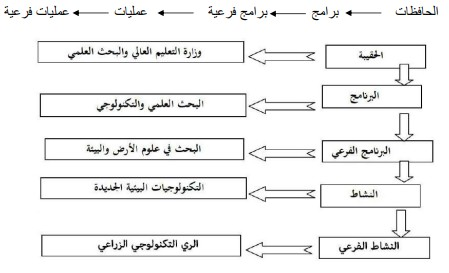 الحافظات برامج برامج فرعية عمليات عمليات فرعية
الحقيبة وزارة التعليم العالي والبحث العلمي
البرنامج البحث العلمي والتكنولوجي
البرنامج الفرعي البحث في علوم الأرض والبيئة
النشاط التكنولوجيات البيئية الجديدة
النشاط الفرعي الري التكنولوجي الزراعي